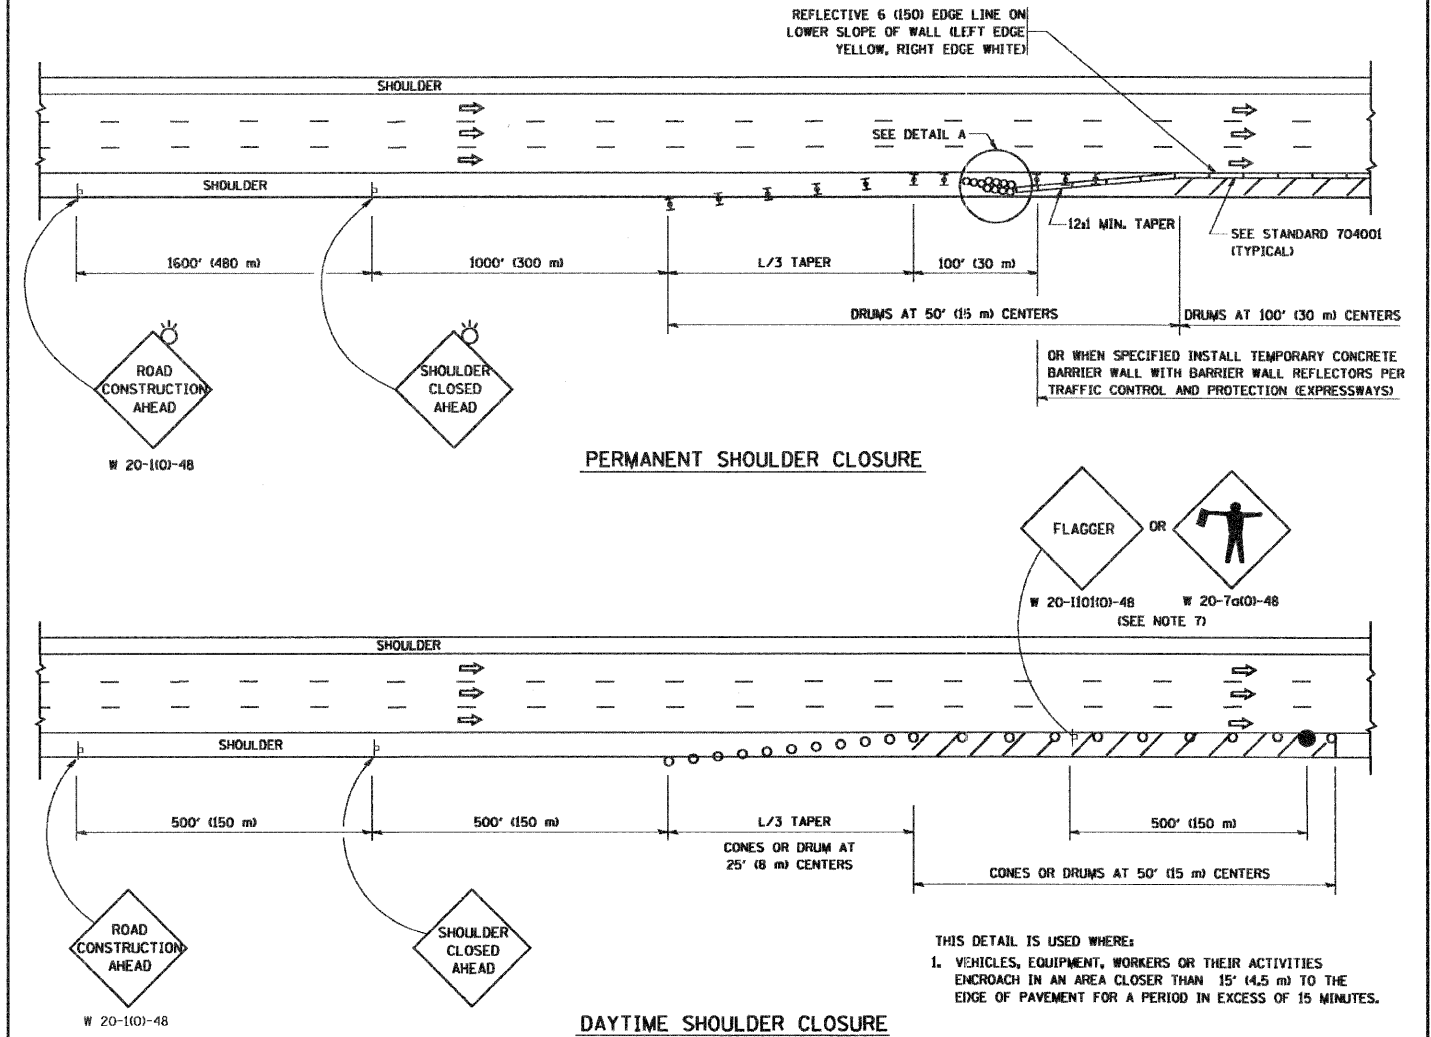 REFLECTIVE 6 (150) EDGE LINE ON
LOWER SLOPE OF WALL (LEFT EDGE
YELLOW, RIGHT EDGE WHITE)
SHOULDER
SEE DETAIL A
SHOULDER
12:1 MIN. TAPER
SEE STANDARD 704001
(TYPICAL)
1600' (480 m)
1000' (300 m)
L/3 TAPER
100' (30 m)
DRUMS AT 50' (15 m) CENTERS
DRUMS AT 100' (30 m) CENTERS
OR WHEN SPECIFIED INSTALL TEMPORARY CONCRETE
BARRIER WALL WITH BARRIER WALL REFLECTORS PER
TRAFFIC CONTROL AND PROTECTION (EXPRESSWAYS)
ROAD
CONSTRUCTION
AHEAD
W 20-1(O)-48
SHOULDER
CLOSED
AHEAD
PERMANENT SHOULDER CLOSURE
FLAGGER
OR
W 20-I101(O)-48
W 20-7a(O)-48
(SEE NOTE 7)
SHOULDER
SHOULDER
500' (150 m)
500' (150 m)
L/3 TAPER
CONES OR DRUM AT
25' (8 m) CENTERS
500' (150 m)
CONES OR DRUMS AT 50' (15 m) CENTERS
ROAD
CONSTRUCTION
AHEAD
W 20-1(O)-48
SHOULDER
CLOSED
AHEAD
THIS DETAIL IS USED WHERE:
1. VEHICLES, EQUIPMENT, WORKERS OR THEIR ACTIVITIES
ENCROACH IN AN AREA CLOSER THAN 15' (4.5 m) TO THE
EDGE OF PAVEMENT FOR A PERIOD IN EXCESS OF 15 MINUTES.
DAYTIME SHOULDER CLOSURE